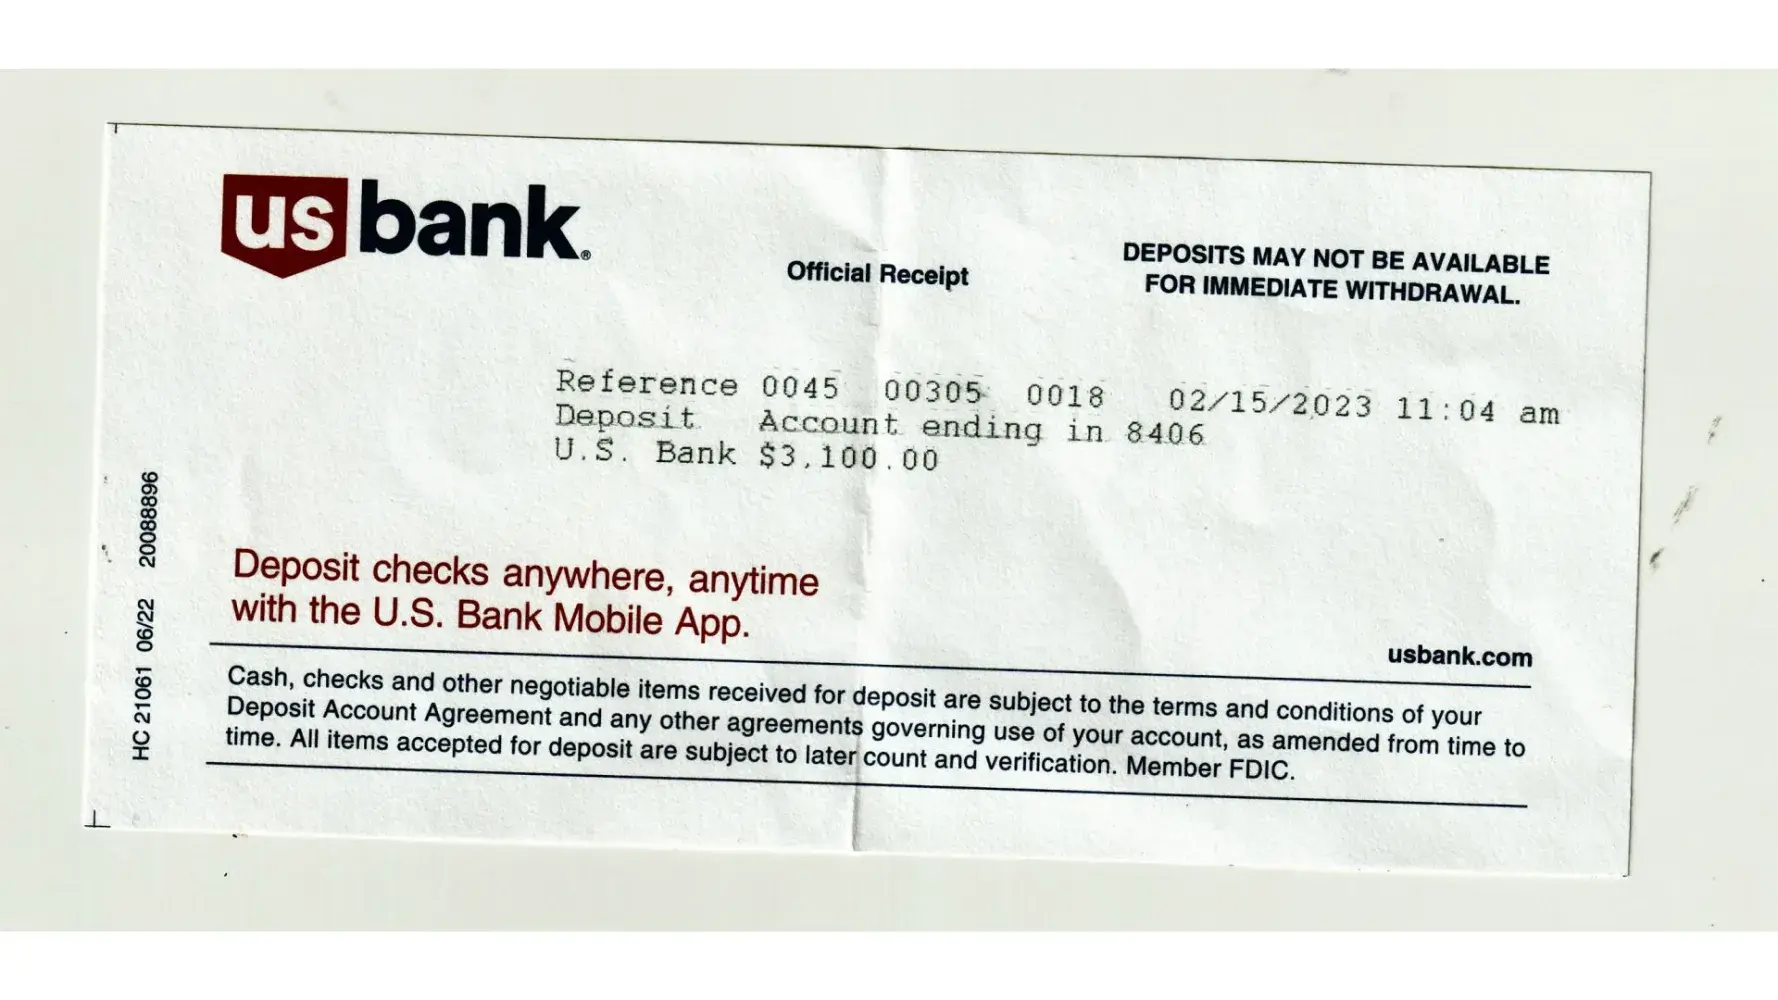 us bank®
Official Receipt
DEPOSITS MAY NOT BE AVAILABLE
FOR IMMEDIATE WITHDRAWAL.
Reference 0045 00305 0018 02/15/2023 11:04 am
Deposit Account ending in 8406
U.S. Bank $3,100.00
HC 21061 06/22 20088896
Deposit checks anywhere, anytime
with the U.S. Bank Mobile App.
usbank.com
Cash, checks and other negotiable items received for deposit are subject to the terms and conditions of your
Deposit Account Agreement and any other agreements governing use of your account, as amended from time to
time. All items accepted for deposit are subject to later count and verification. Member FDIC.